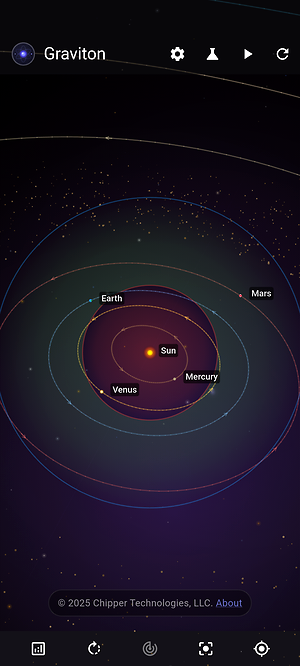 Graviton
Mars
Earth
Sun
Mercury
Venus
© 2025 Chipper Technologies, LLC. About